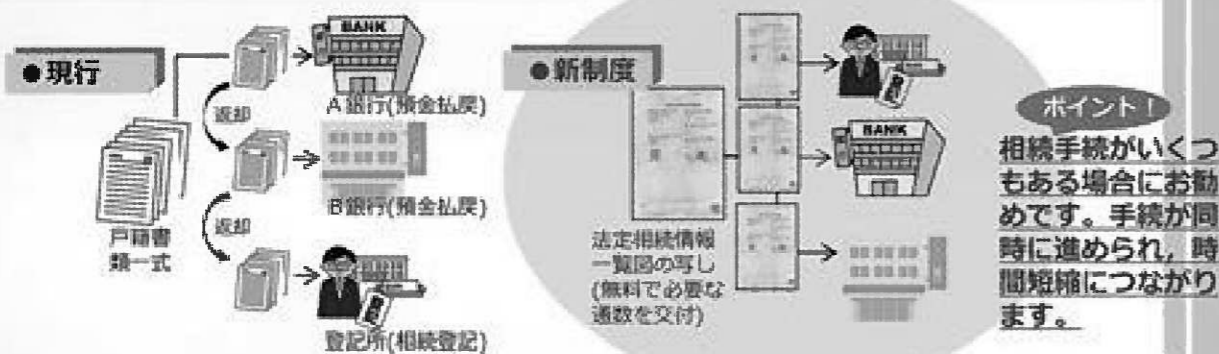 ●現行
BANK
A銀行(預金払戻)
返却
B銀行(預金払戻)
返却
戸籍書
類一式
登記所(相続登記)
●新制度
BANK
法定相続情報
一覧図の写し
(無料で必要な
通数を交付)
ポイント!
相続手続がいくつ
もある場合にお勧
めです。手続が同
時に進められ,時
間短縮につながり
ます。